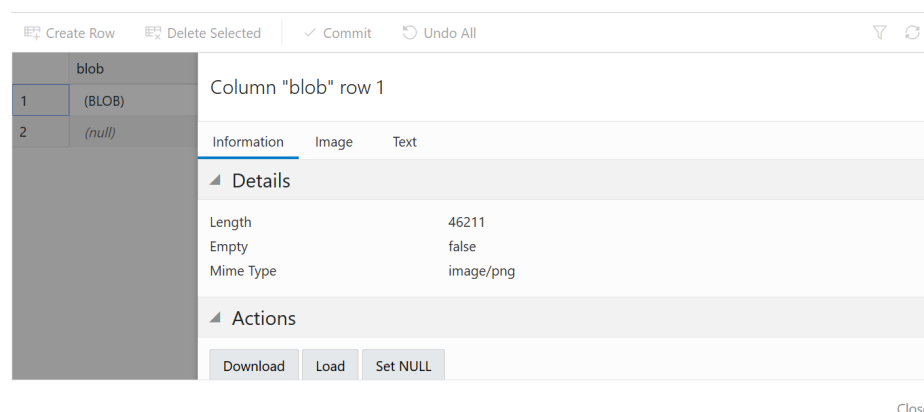 Create Row Delete Selected Commit Undo All
blob
1 (BLOB)
2 (null)
Column "blob" row 1
Information Image Text
Details
Length 46211
Empty false
Mime Type image/png
Actions
Download Load Set NULL